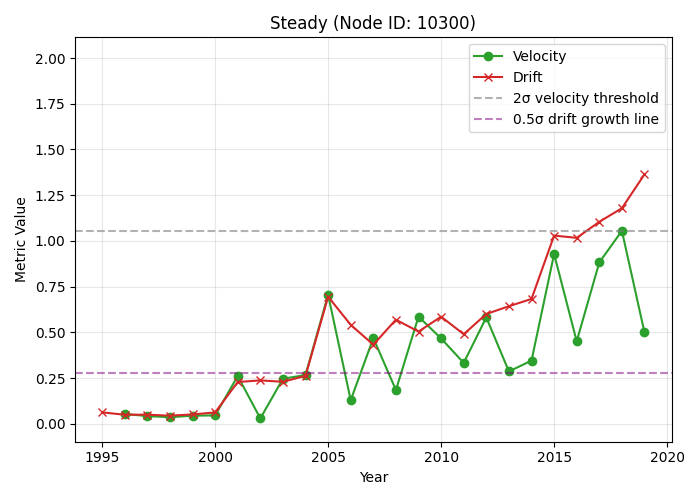 Steady (Node ID: 10300)
Velocity
Drift
2σ velocity threshold
0.5σ drift growth line
Metric Value
2.00
1.75
1.50
1.25
1.00
0.75
0.50
0.25
0.00
1995
2000
2005
2010
2015
2020
Year